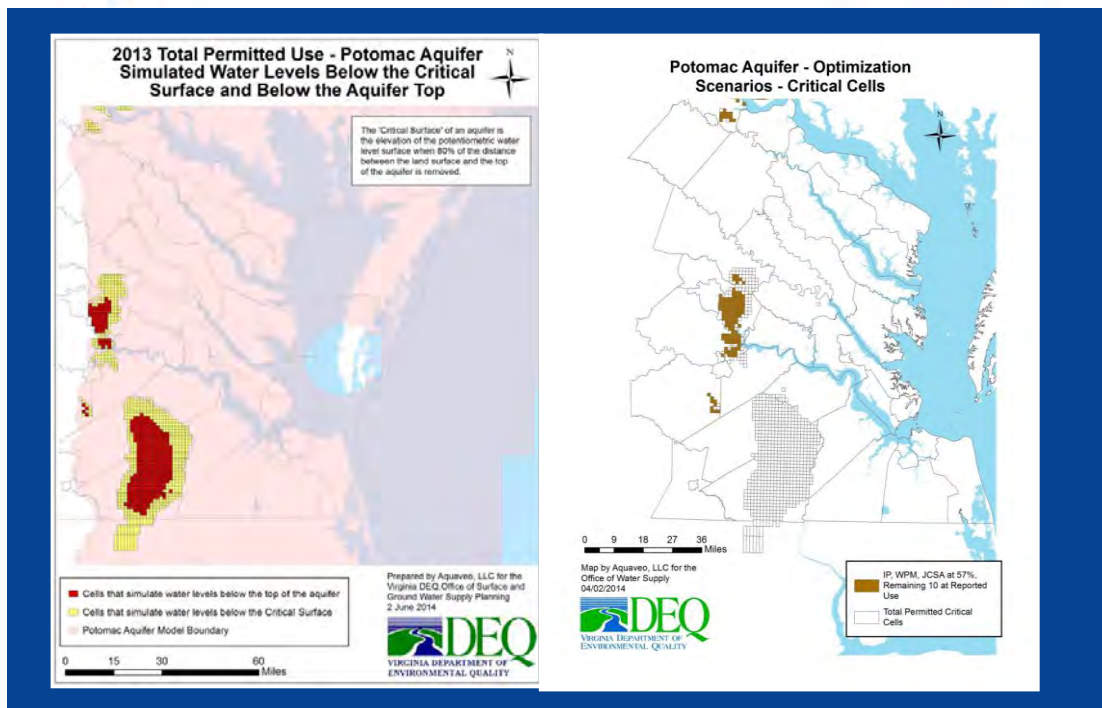 2013 Total Permitted Use - Potomac Aquifer
Simulated Water Levels Below the Critical
Surface and Below the Aquifer Top
N
The 'Critical Surface' of an aquifer is
the elevation of the potentiometric water
level surface when 80% of the distance
between the land surface and the top
of the aquifer is removed.
Cells that simulate water levels below the top of the aquifer
Cells that simulate water levels below the Critical Surface
Potomac Aquifer Model Boundary
0 15 30 60
Miles
Prepared by Aquaveo, LLC for the
Virginia DEQ,Office of Surface and
Ground Water Supply Planning
2 June 2014
DEQ
VIRGINIA DEPARTMENT OF
ENVIRONMENTAL QUALITY
Potomac Aquifer - Optimization
Scenarios - Critical Cells
N
0 9 18 27 36
Miles
Map by Aquaveo, LLC for the
Office of Water Supply
04/02/2014
DEQ
VIRGINIA DEPARTMENT OF
ENVIRONMENTAL QUALITY
IP, WPM, JCSA at 57%,
Remaining 10 at Reported
Use
Total Permitted Critical
Cells